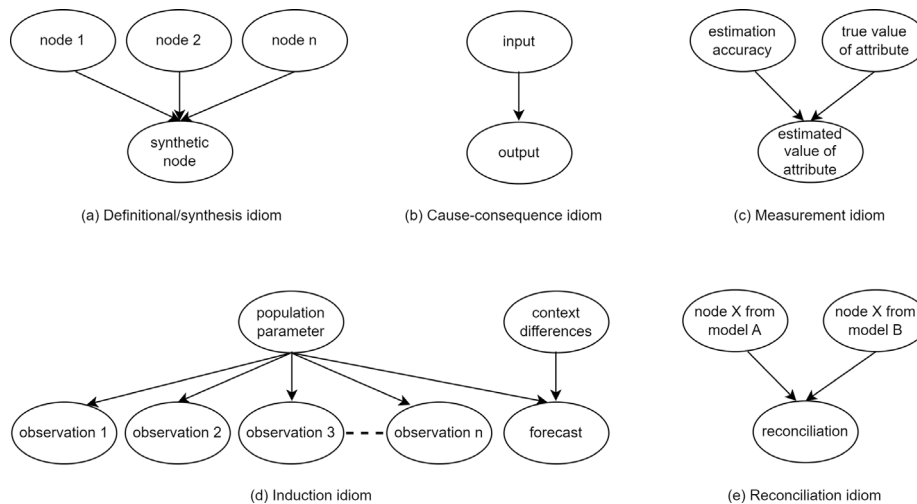 node 1
node 2
node n
synthetic
node
(a) Definitional/synthesis idiom
input
output
(b) Cause-consequence idiom
estimation
accuracy
true value
of attribute
estimated
value of
attribute
(c) Measurement idiom
population
parameter
context
differences
observation 1
observation 2
observation 3
observation n
forecast
(d) Induction idiom
node X from
model A
node X from
model B
reconciliation
(e) Reconciliation idiom